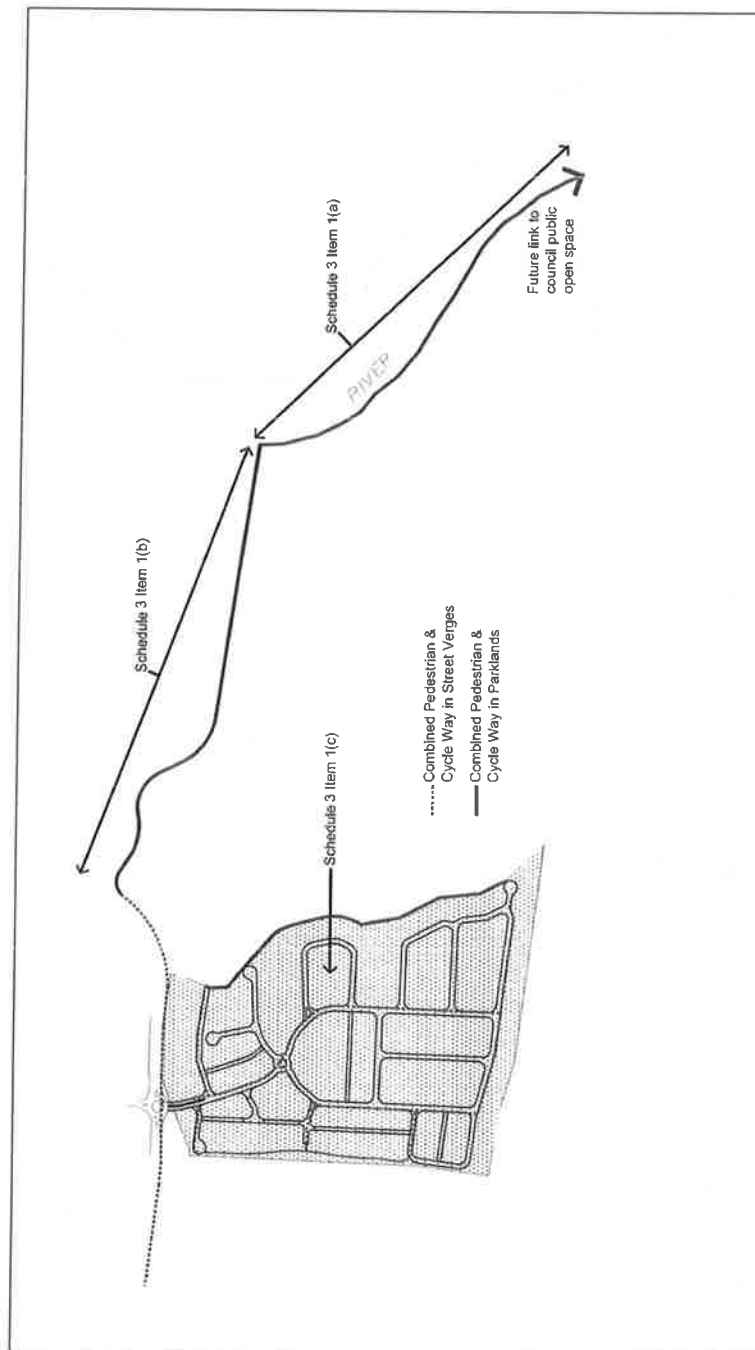 Schedule 3 Item 1(b)
Schedule 3 Item 1(a)
RIVER
Future link to
council public
open space
Schedule 3 Item 1(c)
Combined Pedestrian &
Cycle Way in Street Verges
Combined Pedestrian &
Cycle Way in Parklands